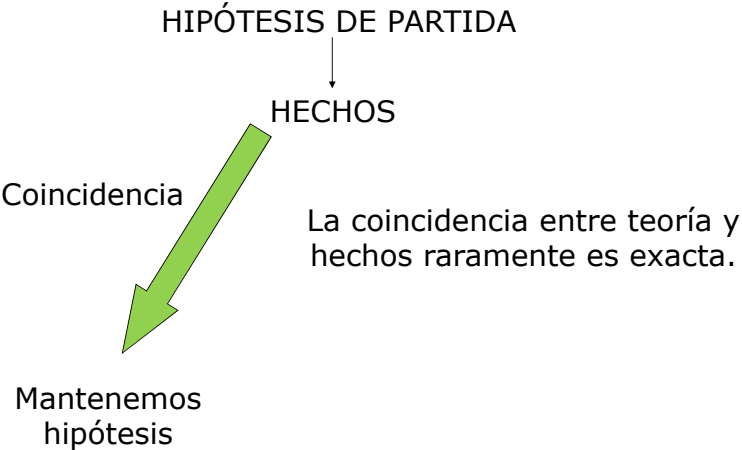 HIPÓTESIS DE PARTIDA
HECHOS
Coincidencia
La coincidencia entre teoría y
hechos raramente es exacta.
Mantenemos
hipótesis